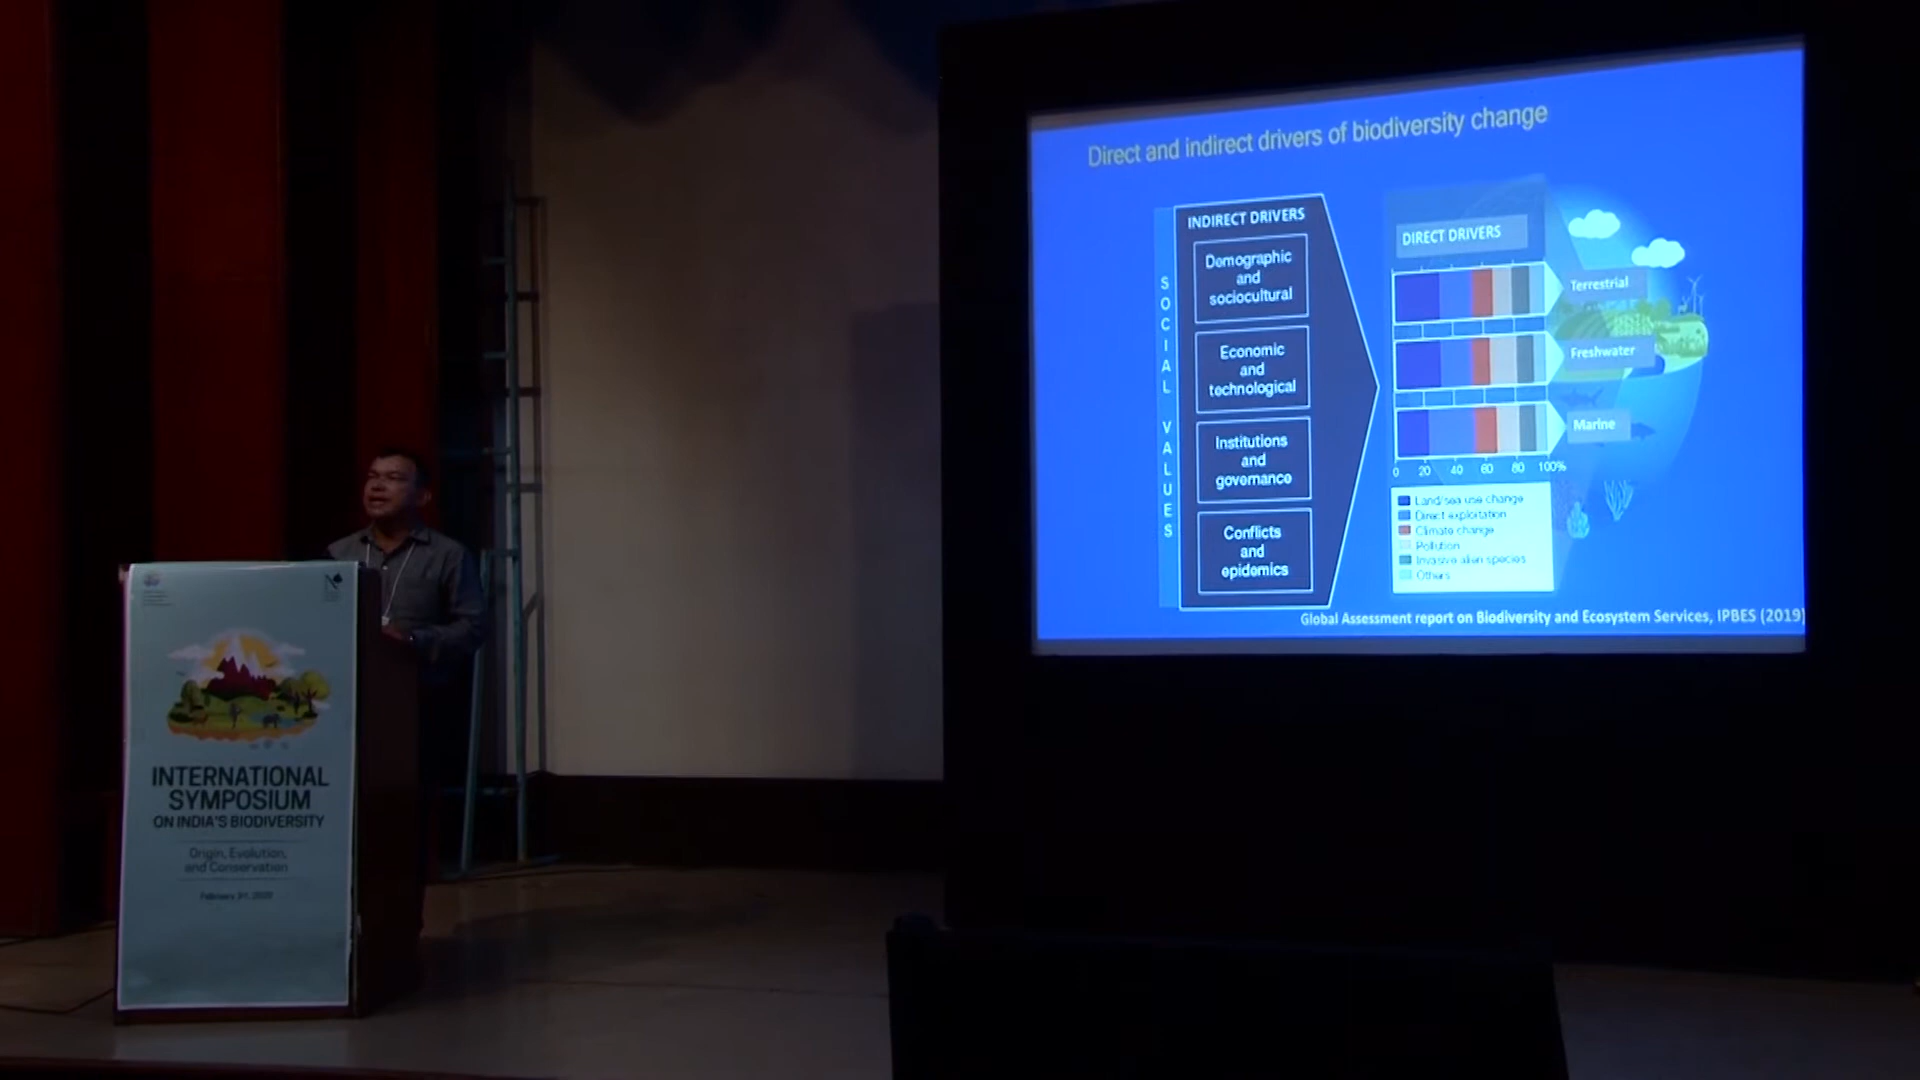 Direct and indirect drivers of biodiversity change
SOCIAL VALUES
INDIRECT DRIVERS
Demographic
and
sociocultural
Economic
and
technological
Institutions
and
governance
Conflicts
and
epidemics
DIRECT DRIVERS
Terrestrial
Freshwater
Marine
0 20 40 60 80 100%
Land/sea use change
Direct exploitation
Climate change
Pollution
Invasive alien species
Others
Global Assessment report on Biodiversity and Ecosystem Services, IPBES (2019)
INTERNATIONAL
SYMPOSIUM
ON INDIA'S BIODIVERSITY
Origin, Evolution,
and Conservation